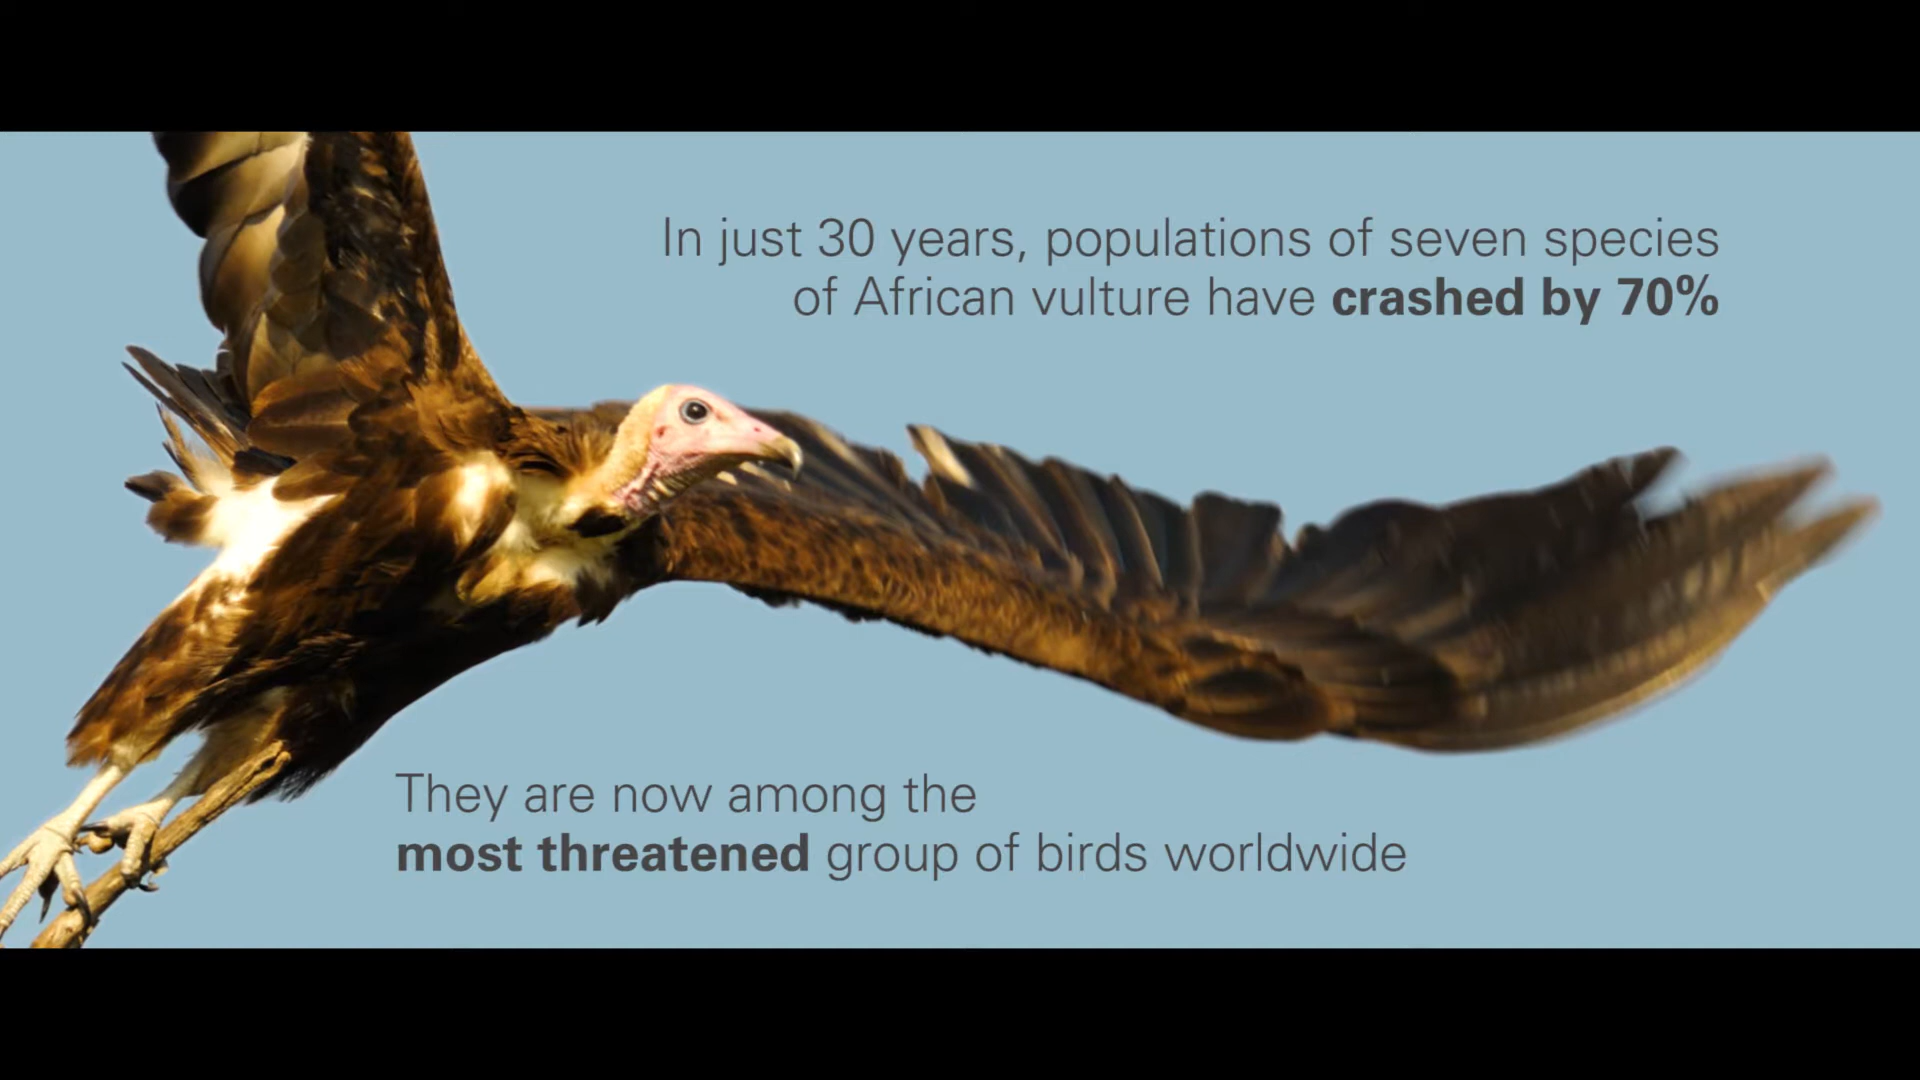 In just 30 years, populations of seven species
of African vulture have crashed by 70%
They are now among the
most threatened group of birds worldwide